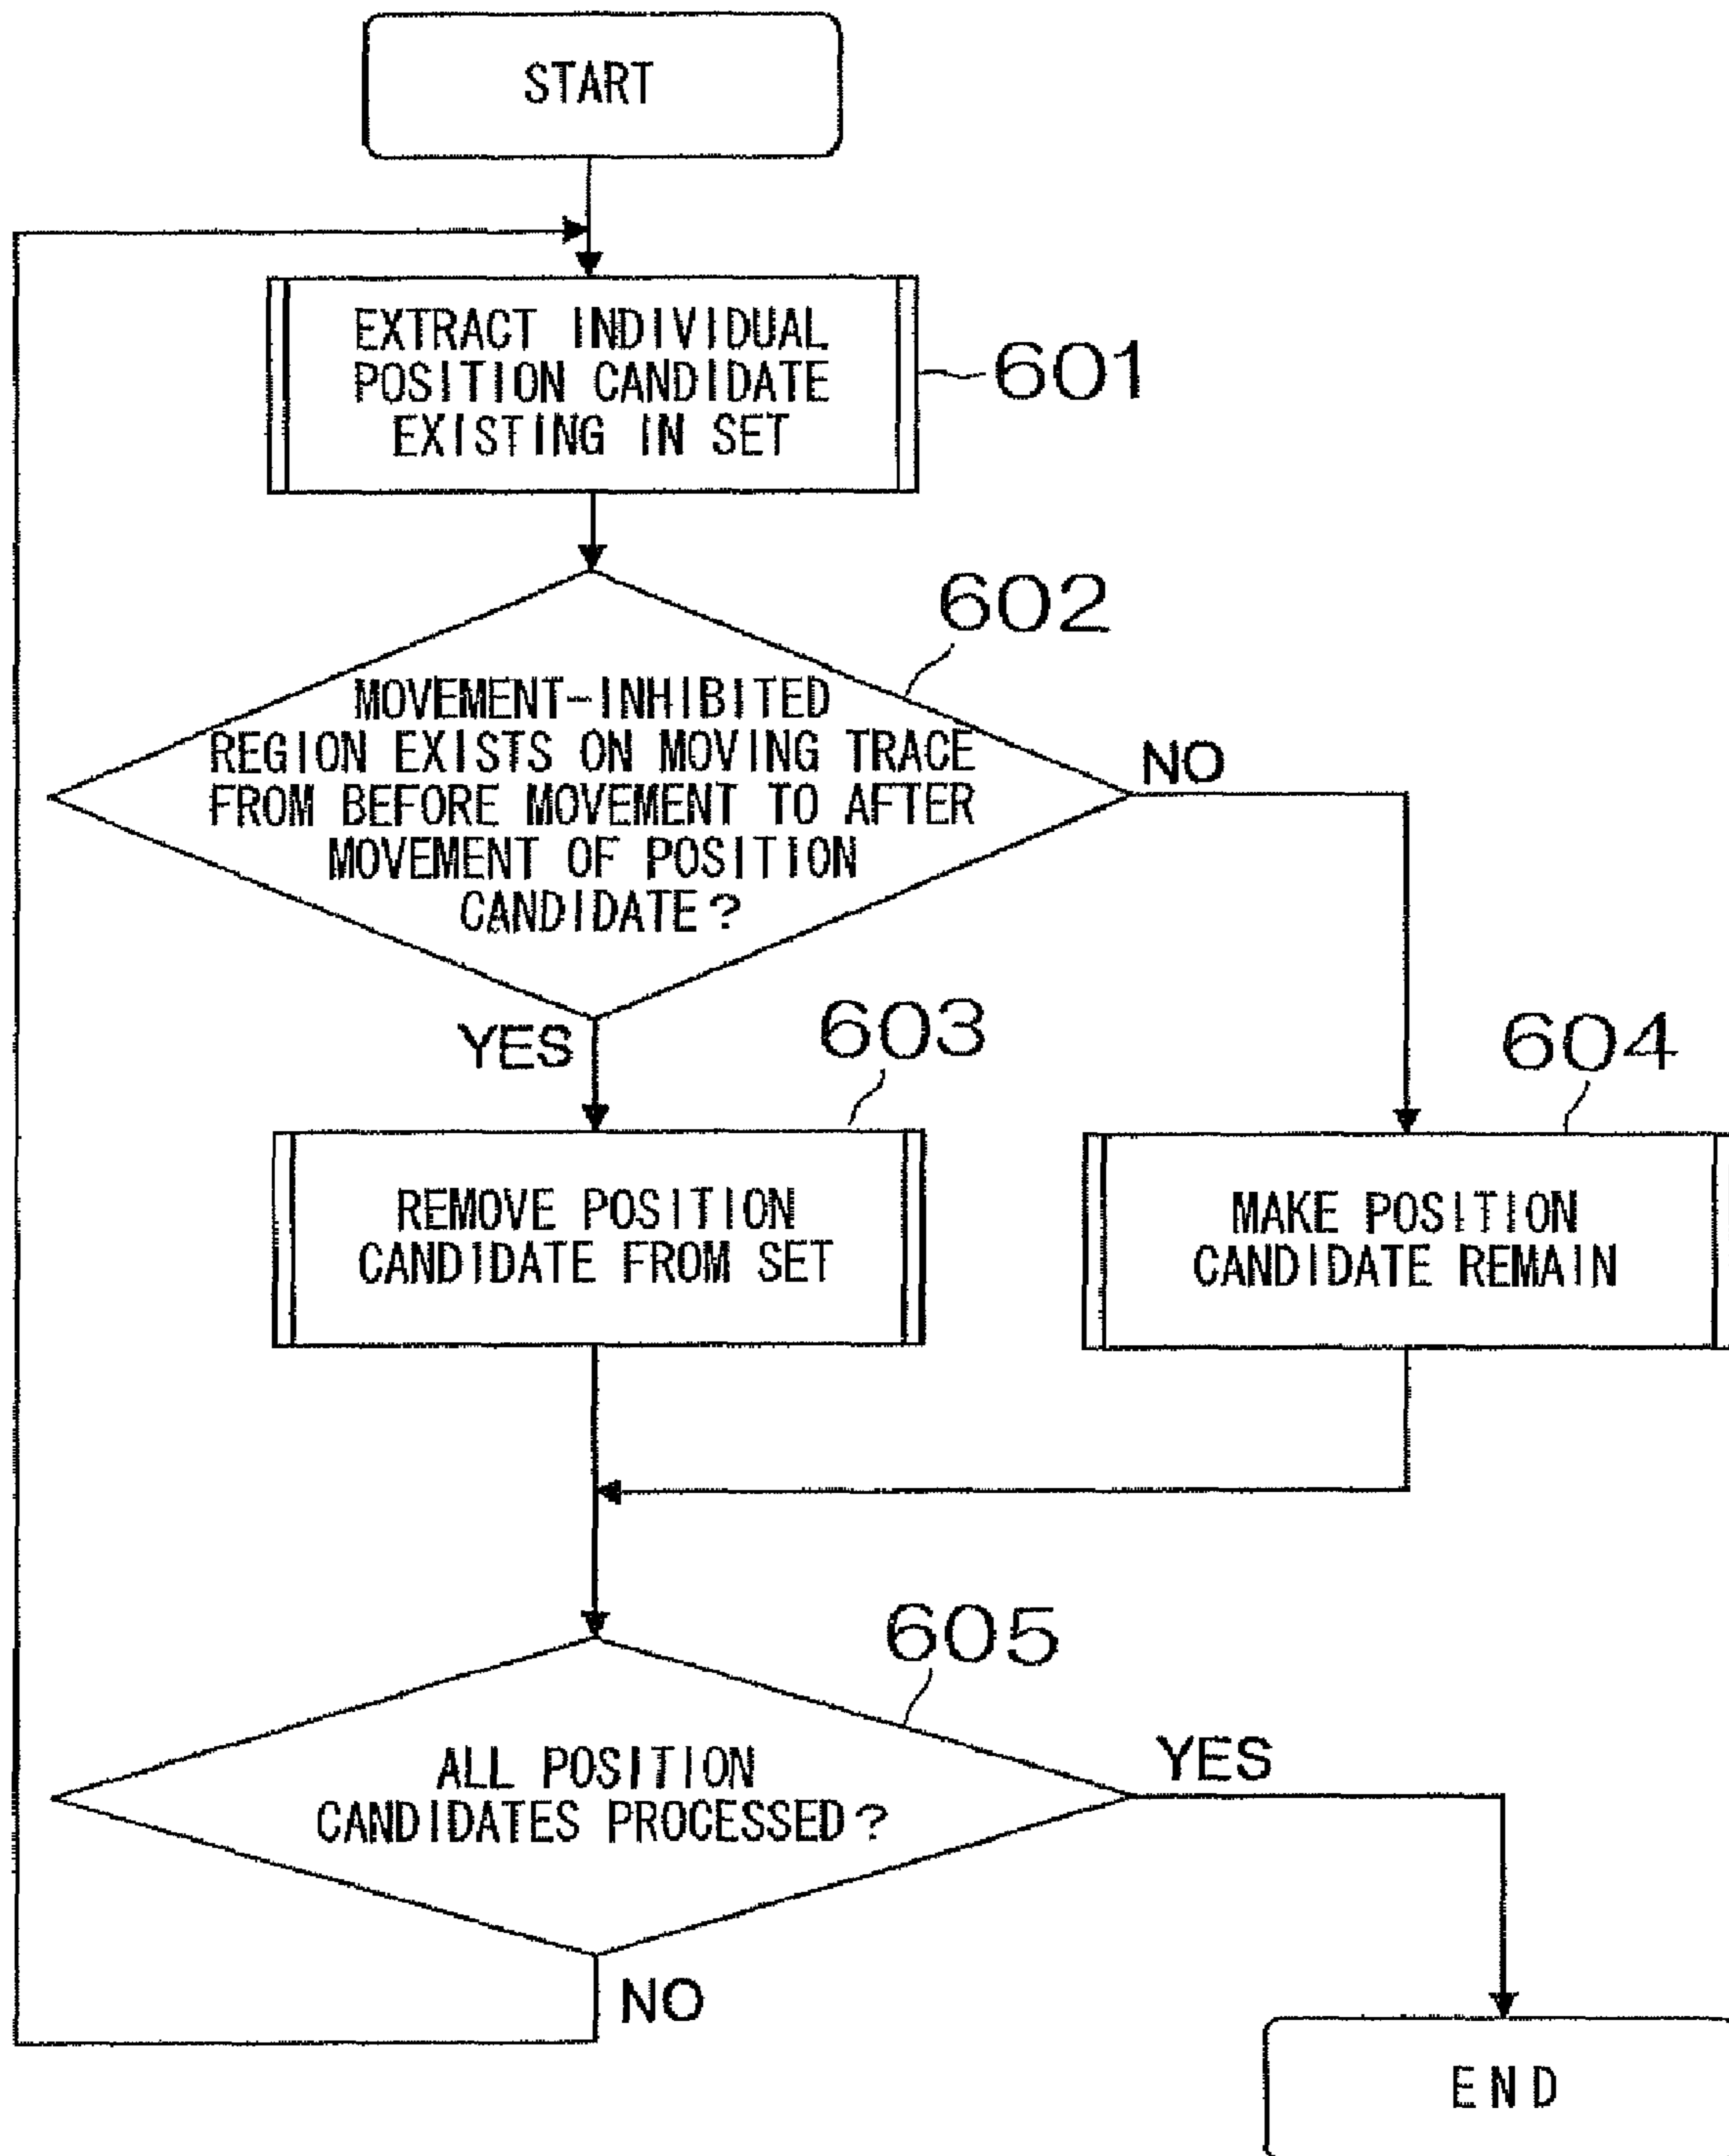 START
EXTRACT INDIVIDUAL
POSITION CANDIDATE
EXISTING IN SET
601
602
MOVEMENT-INHIBITED
REGION EXISTS ON MOVING TRACE
FROM BEFORE MOVEMENT TO AFTER
MOVEMENT OF POSITION
CANDIDATE?
NO
YES
603
604
REMOVE POSITION
CANDIDATE FROM SET
MAKE POSITION
CANDIDATE REMAIN
605
ALL POSITION
CANDIDATES PROCESSED?
YES
NO
END